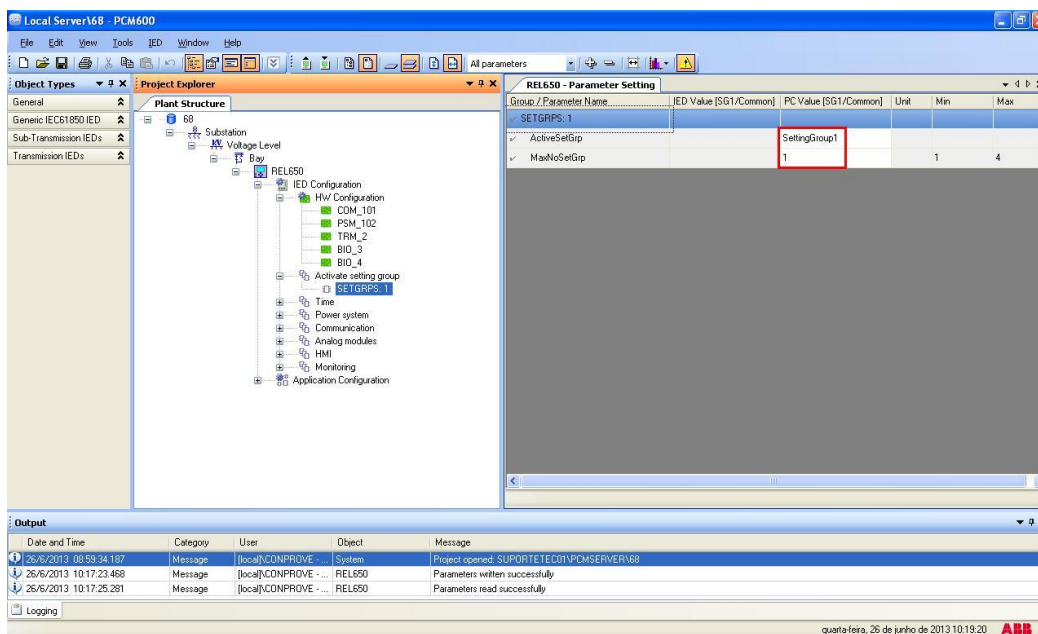 Local Server\68 - PCM600
File Edit View Tools IED Window Help
All parameters
Object Types
General
Generic IEC61850 IED
Sub-Transmission IEDs
Transmission IEDs
Project Explorer
Plant Structure
68
Substation
KV Voltage Level
Bay
REL650
IED Configuration
HW Configuration
COM_101
PSM_102
TRM_2
BIO_3
BIO_4
Activate setting group
SETGRPS: 1
Time
Power system
Communication
Analog modules
HMI
Monitoring
Application Configuration
REL650 - Parameter Setting
Group / Parameter Name IED Value [SG1/Common] PC Value [SG1/Common] Unit Min Max
SETGRPS: 1
ActiveSetGrp SettingGroup1
MaxNoSetGrp 1 1 4
Output
Date and Time Category User Object Message
26/6/2013 08:59:34.187 Message [local]\CONPROVE - ... System Project opened: SUPORTETEC01\PCMSERVER\68
26/6/2013 10:17:23.468 Message [local]\CONPROVE - ... REL650 Parameters written successfully
26/6/2013 10:17:25.281 Message [local]\CONPROVE - ... REL650 Parameters read successfully
Logging
quarta-feira, 26 de junho de 2013 10:19:20 ABB